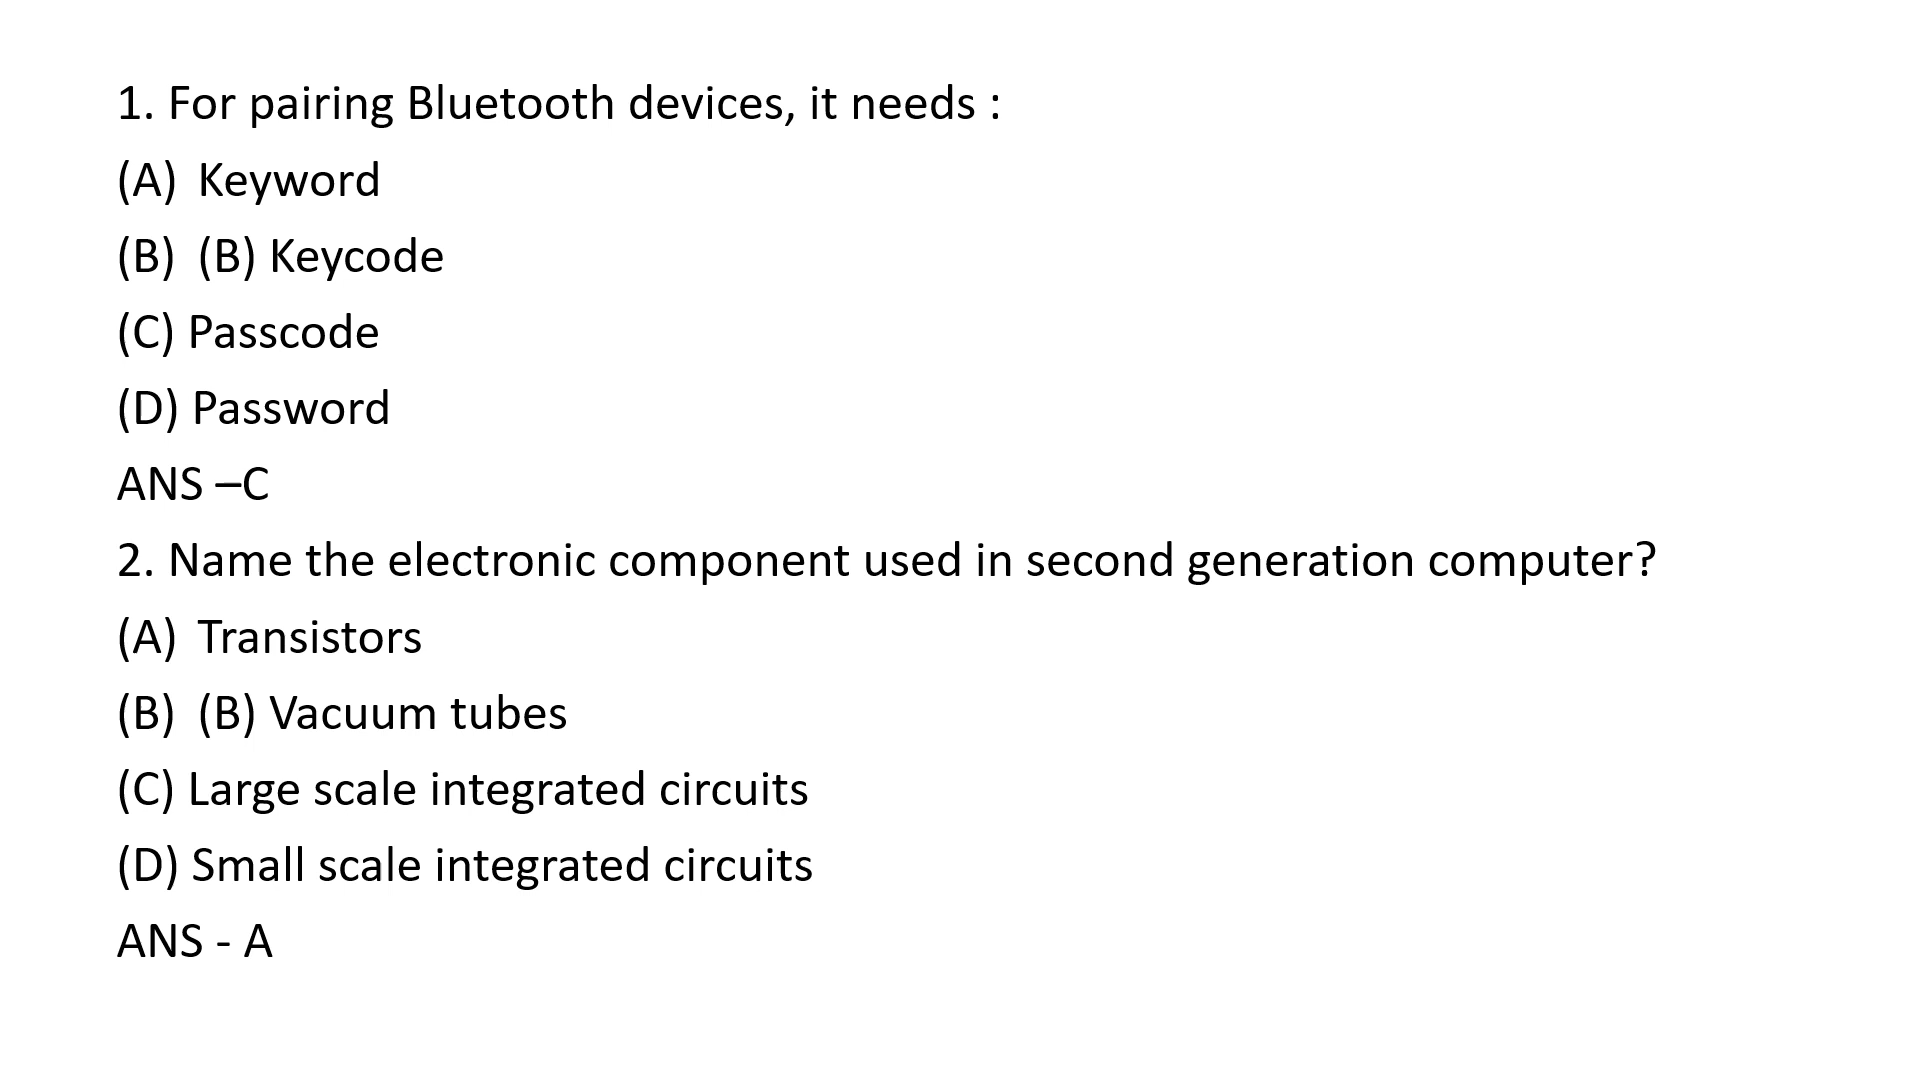 1. For pairing Bluetooth devices, it needs :
(A) Keyword
(B) (B) Keycode
(C) Passcode
(D) Password
ANS –C
2. Name the electronic component used in second generation computer?
(A) Transistors
(B) (B) Vacuum tubes
(C) Large scale integrated circuits
(D) Small scale integrated circuits
ANS - A